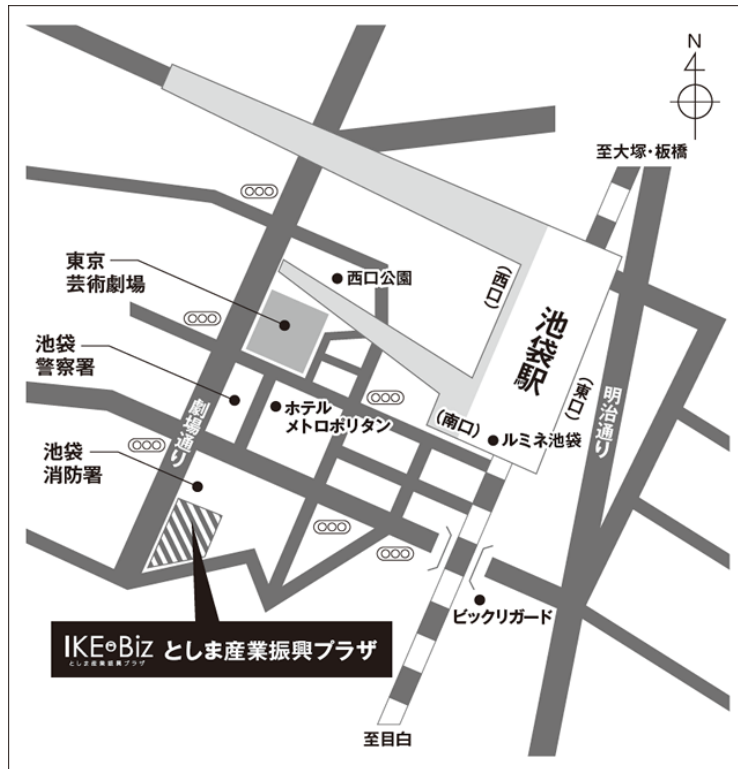 N
至大塚・板橋
東京
芸術劇場
西口公園
(西口)
池袋駅
(東口)
明治通り
池袋
警察署
ホテル
メトロポリタン
(南口)
ルミネ池袋
劇場通り
池袋
消防署
ビックリガード
IKE・Biz としま産業振興プラザ
としま産業振興プラザ
至目白